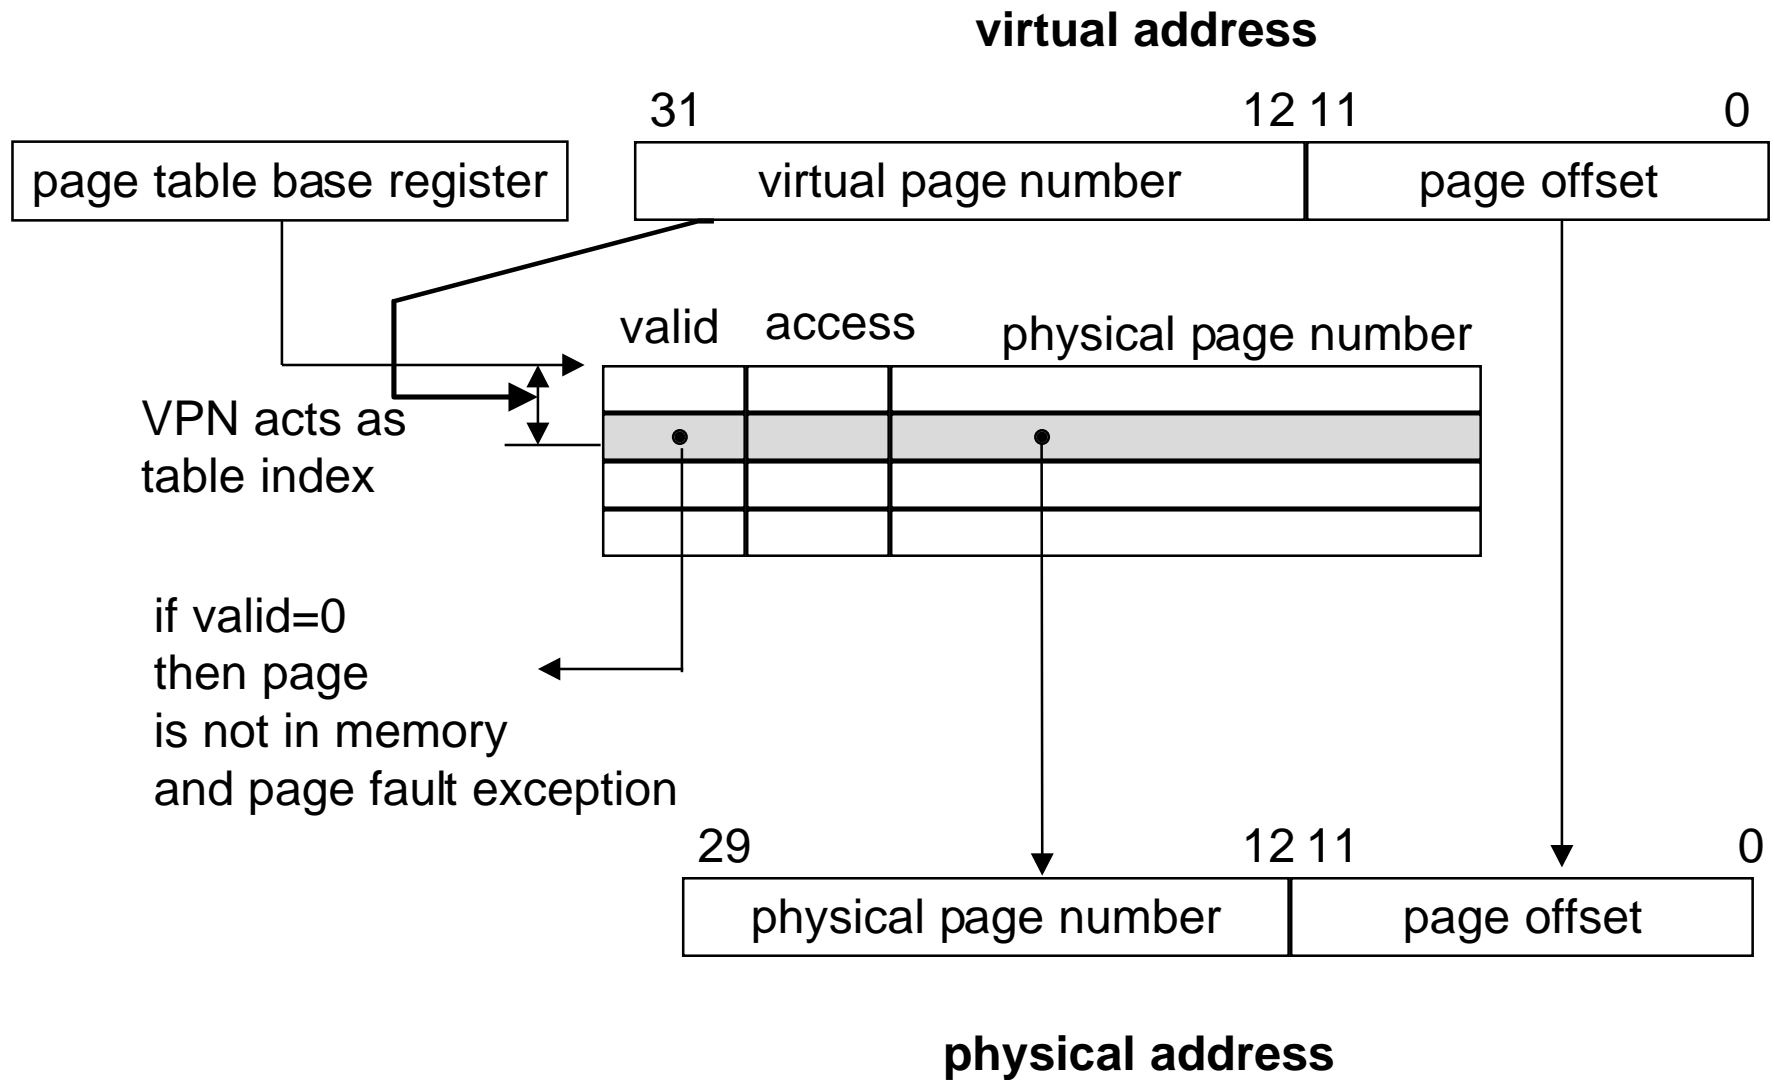 virtual address
31 12 11 0
page table base register virtual page number page offset
valid access physical page number
VPN acts as
table index
if valid=0
then page
is not in memory
and page fault exception
29 12 11 0
physical page number page offset
physical address